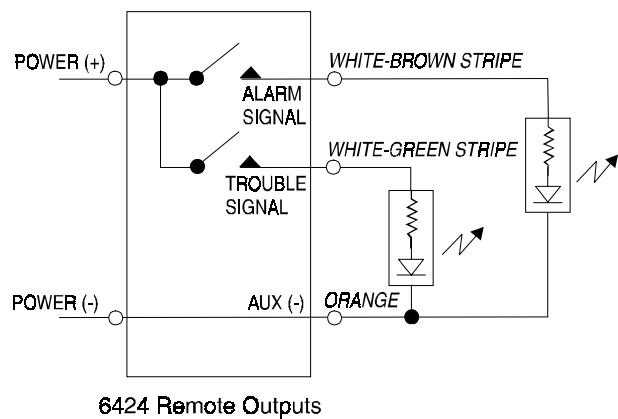 POWER (+)
WHITE-BROWN STRIPE
ALARM
SIGNAL
WHITE-GREEN STRIPE
TROUBLE
SIGNAL
POWER (-)
AUX (-)
ORANGE
6424 Remote Outputs